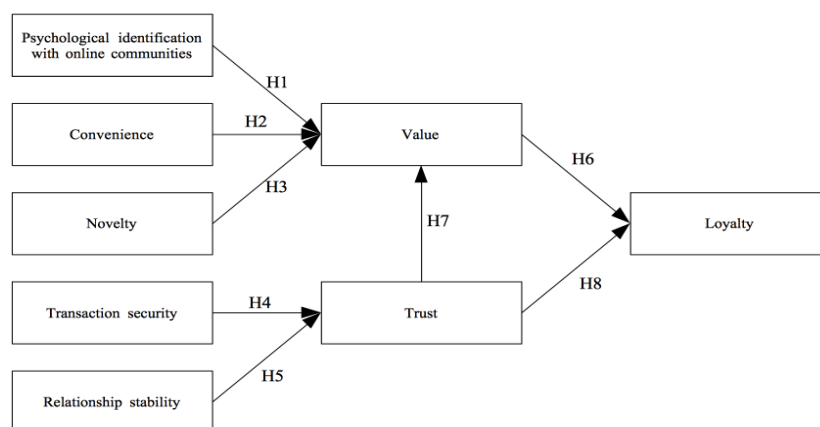 Psychological identification
with online communities
H1
Convenience
H2
Value
H6
Novelty
H3
H7
Loyalty
Transaction security
H4
Trust
H8
Relationship stability
H5